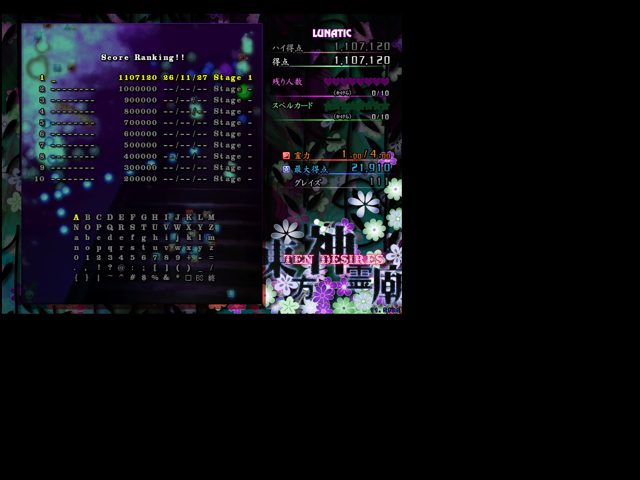 LUNATIC
ハイ得点 1,107,120
得点 1,107,120
残り人数
0/10
スペルカード
0/10
霊力 1.00/4.00
最大得点 21,910
グレイズ 111
Score Ranking!!
1 _ 1107120 26/11/27 Stage 1
2 -------- 1000000 --/--/-- Stage -
3 -------- 900000 --/--/-- Stage -
4 -------- 800000 --/--/-- Stage -
5 -------- 700000 --/--/-- Stage -
6 -------- 600000 --/--/-- Stage -
7 -------- 500000 --/--/-- Stage -
8 -------- 400000 --/--/-- Stage -
9 -------- 300000 --/--/-- Stage -
10 -------- 200000 --/--/-- Stage -
A B C D E F G H I J K L M
N O P Q R S T U V W X Y Z
a b c d e f g h i j k l m
n o p q r s t u v w x y z
0 1 2 3 4 5 6 7 8 9 + - =
. , ! ? @ : ; [ ] ( ) _ /
{ } | ~ ^ # $ % & * □ BS 終
東方神霊廟
TEN DESIRES